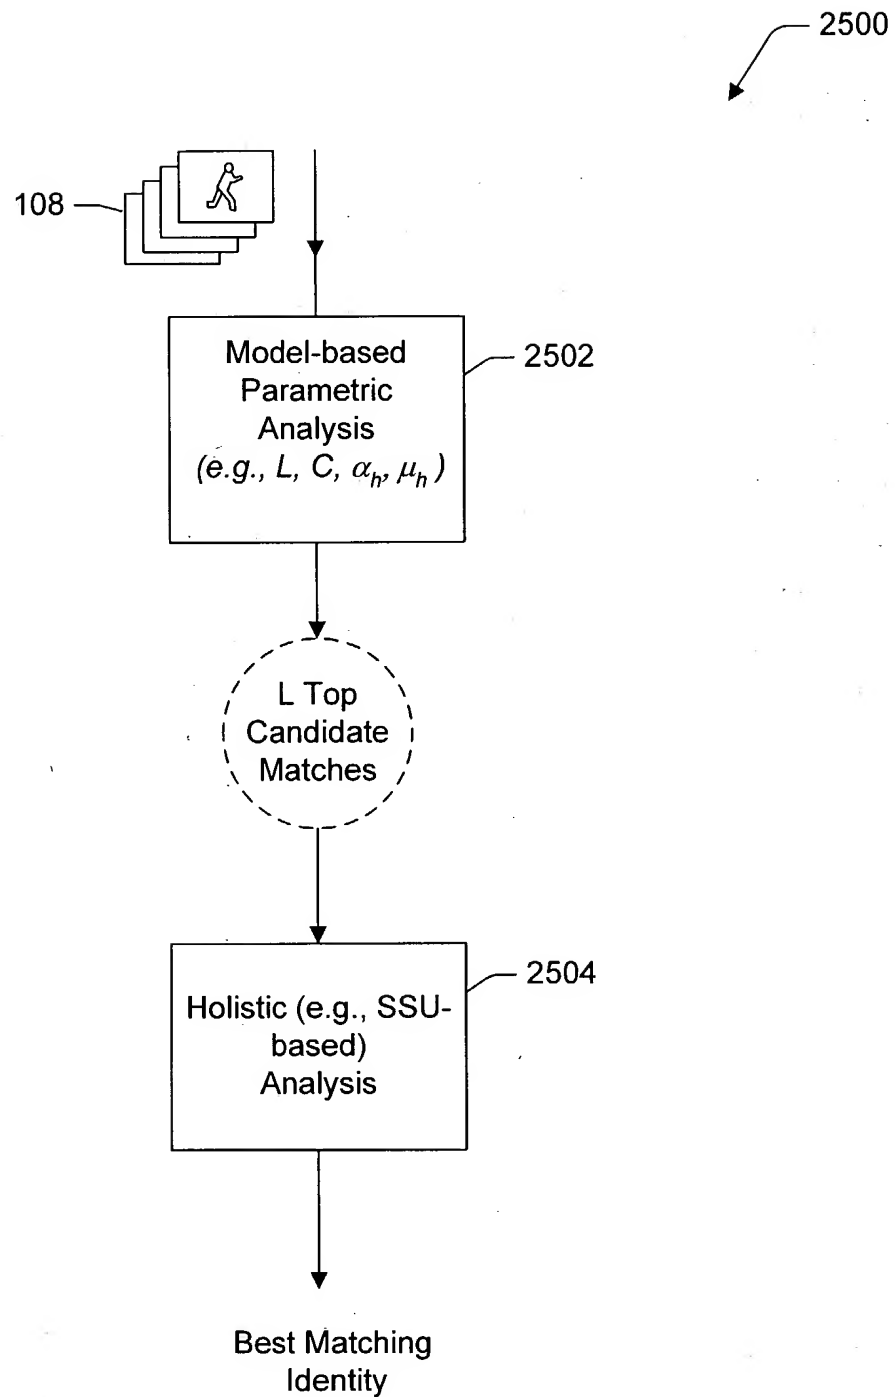 2500
108
Model-based
Parametric
Analysis
(e.g., L, C, αh, μh )
2502
L Top
Candidate
Matches
2504
Holistic (e.g., SSU-
based)
Analysis
Best Matching
Identity